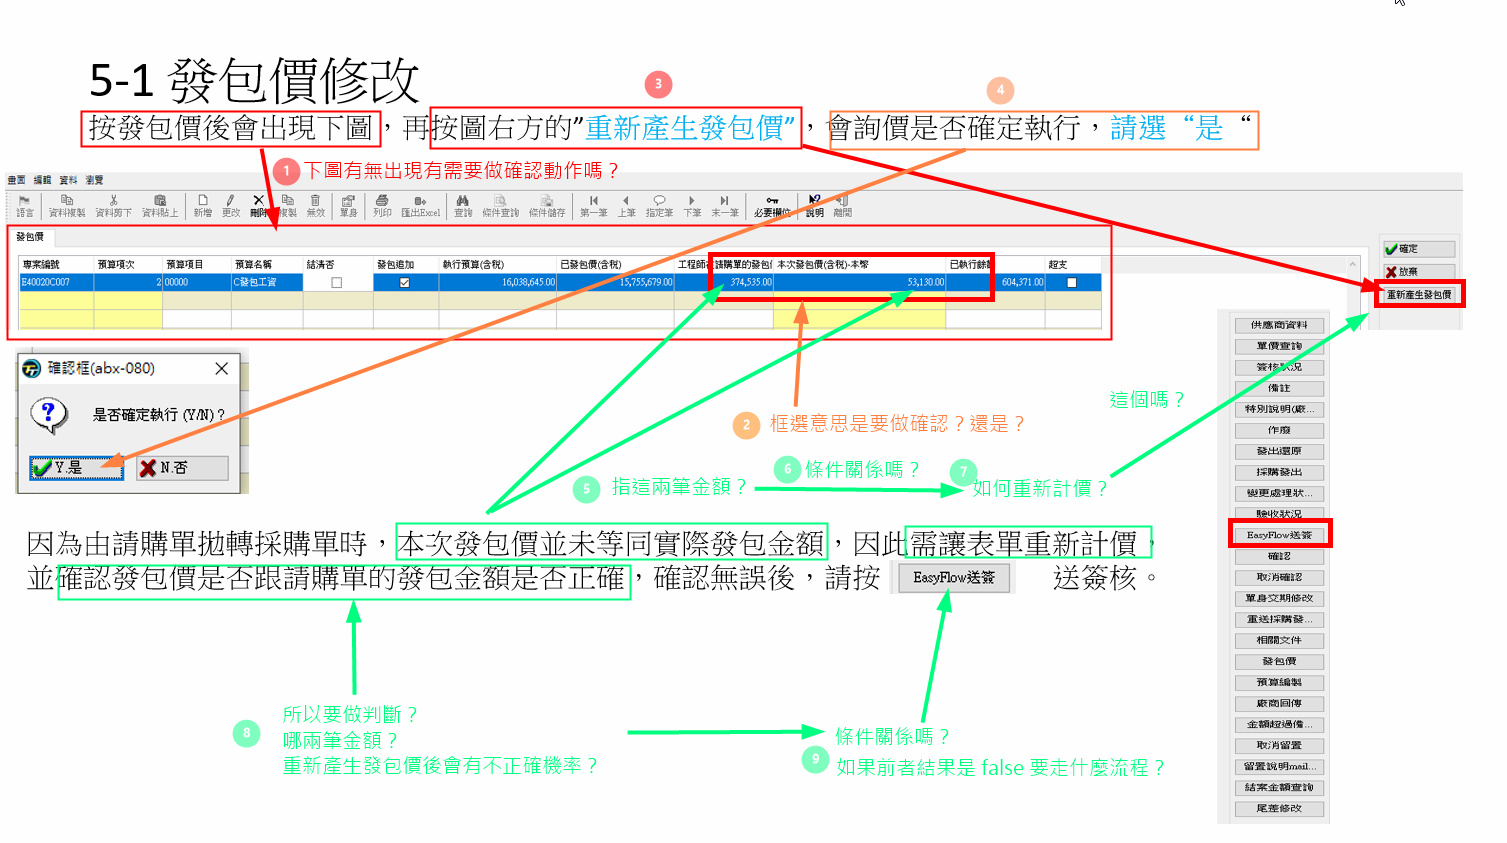 5-1 發包價修改
③ ④
按發包價後會出現下圖，再按圖右方的”重新產生發包價”，會詢價是否確定執行，請選“是“
1 下圖有無出現有需要做確認動作嗎？
畫面 編輯 資料 瀏覽
語言 資料複製 資料剪下 資料貼上 新增 更改 刪除 複製 無效 單身 列印 匯出Excel 查詢 條件查詢 條件儲存 第一筆 上筆 指定筆 下筆 末一筆 必要欄位 說明 離開
發包價
專案編號 預算項次 預算項目 預算名稱 結清否 發包追加 執行預算(含稅) 已發包價(含稅) 工程師 請購單的發包 本次發包價(含稅)-本幣 已執行餘 超支
E40020C007 2 00000 C發包工資 16,038,645.00 15,755,679.00 374,535.00 53,130.00 604,371.00
確定
放棄
重新產生發包價
確認框(abx-080)
是否確定執行 (Y/N)？
Y.是 N.否
2 框選意思是要做確認？還是？
這個嗎？
5 指這兩筆金額？
6 條件關係嗎？
7 如何重新計價？
供應商資料
單價查詢
簽核狀況
備註
特別說明(廠...
作廢
發出還原
採購發出
變更處理狀...
驗收狀況
EasyFlow送簽
確認
取消確認
單身交期修改
重送採購發...
相關文件
發包價
預算編製
廠商回傳
金額超過備...
取消留置
留置說明mail...
結案金額查詢
尾差修改
因為由請購單拋轉採購單時，本次發包價並未等同實際發包金額，因此需讓表單重新計價，
並確認發包價是否跟請購單的發包金額是否正確，確認無誤後，請按 EasyFlow送簽 送簽核。
8 所以要做判斷？
哪兩筆金額？
重新產生發包價後會有不正確機率？
條件關係嗎？
9 如果前者結果是 false 要走什麼流程？